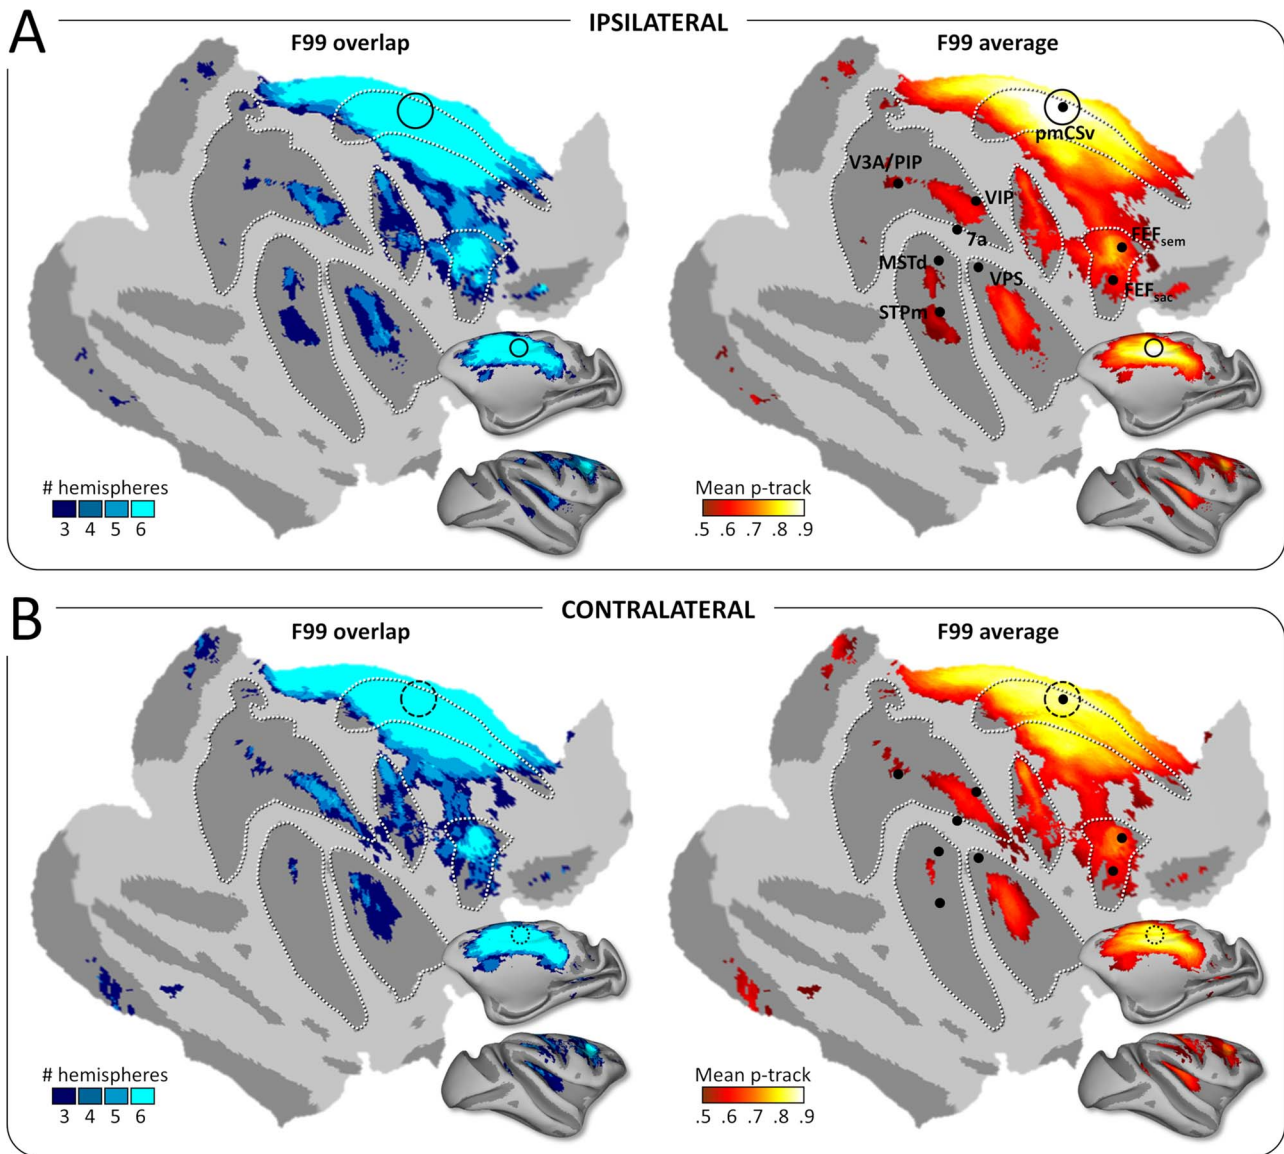 A
IPSILATERAL
F99 overlap
F99 average
pmCSv
V3A/PIP
VIP
7a
FEFsem
MSTd
VPS
FEFsac
STPm
# hemispheres
3 4 5 6
Mean p-track
.5 .6 .7 .8 .9
B
CONTRALATERAL
F99 overlap
F99 average
# hemispheres
3 4 5 6
Mean p-track
.5 .6 .7 .8 .9